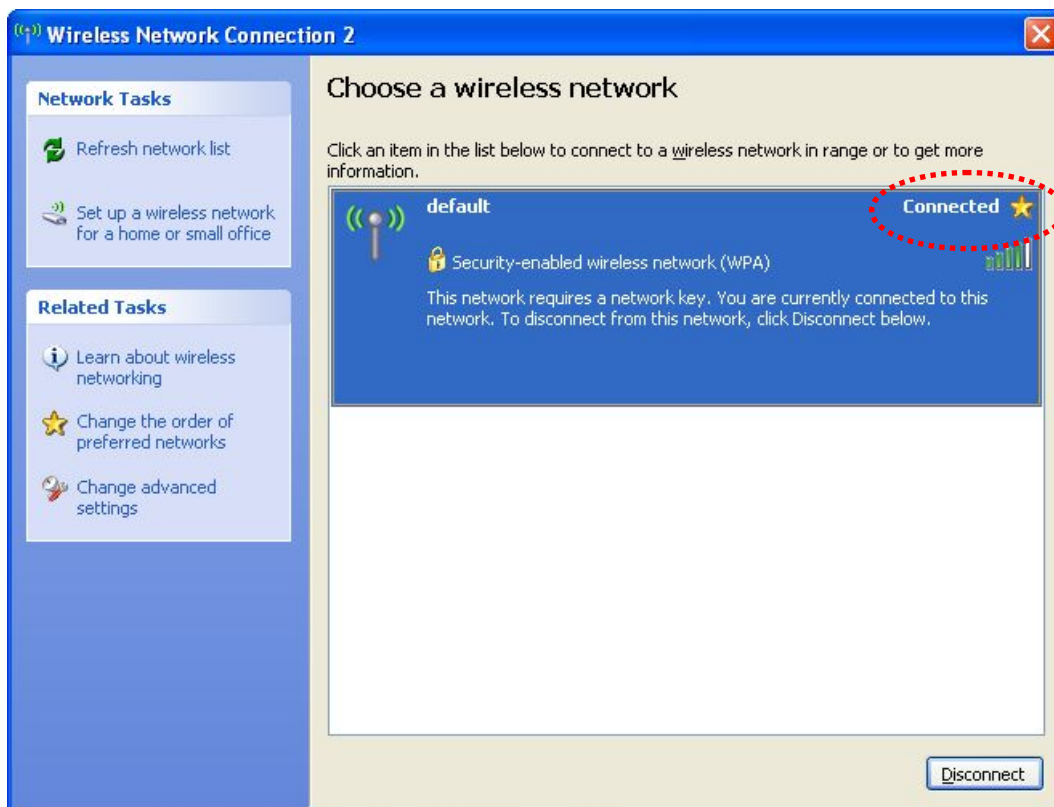 Wireless Network Connection 2
Network Tasks
Refresh network list
Set up a wireless network
for a home or small office
Related Tasks
Learn about wireless
networking
Change the order of
preferred networks
Change advanced
settings
Choose a wireless network
Click an item in the list below to connect to a wireless network in range or to get more
information.
default
Connected
Security-enabled wireless network (WPA)
This network requires a network key. You are currently connected to this
network. To disconnect from this network, click Disconnect below.
Disconnect